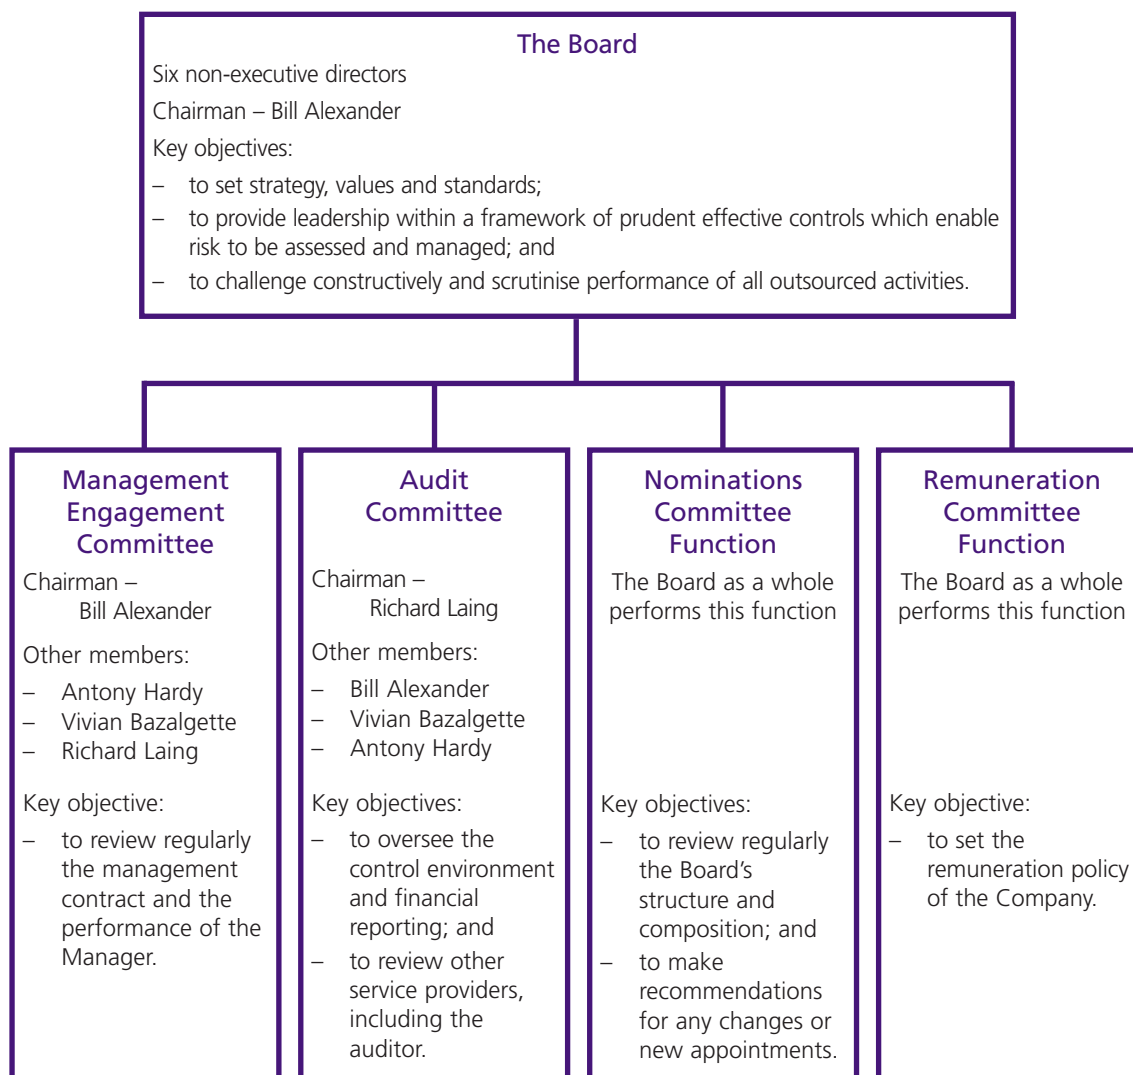 The Board
Six non-executive directors
Chairman – Bill Alexander
Key objectives:
– to set strategy, values and standards;
– to provide leadership within a framework of prudent effective controls which enable
risk to be assessed and managed; and
– to challenge constructively and scrutinise performance of all outsourced activities.
Management
Engagement
Committee
Chairman –
Bill Alexander
Other members:
– Antony Hardy
– Vivian Bazalgette
– Richard Laing
Key objective:
– to review regularly
the management
contract and the
performance of the
Manager.
Audit
Committee
Chairman –
Richard Laing
Other members:
– Bill Alexander
– Vivian Bazalgette
– Antony Hardy
Key objectives:
– to oversee the
control environment
and financial
reporting; and
– to review other
service providers,
including the
auditor.
Nominations
Committee
Function
The Board as a whole
performs this function
Key objectives:
– to review regularly
the Board’s
structure and
composition; and
– to make
recommendations
for any changes or
new appointments.
Remuneration
Committee
Function
The Board as a whole
performs this function
Key objective:
– to set the
remuneration policy
of the Company.